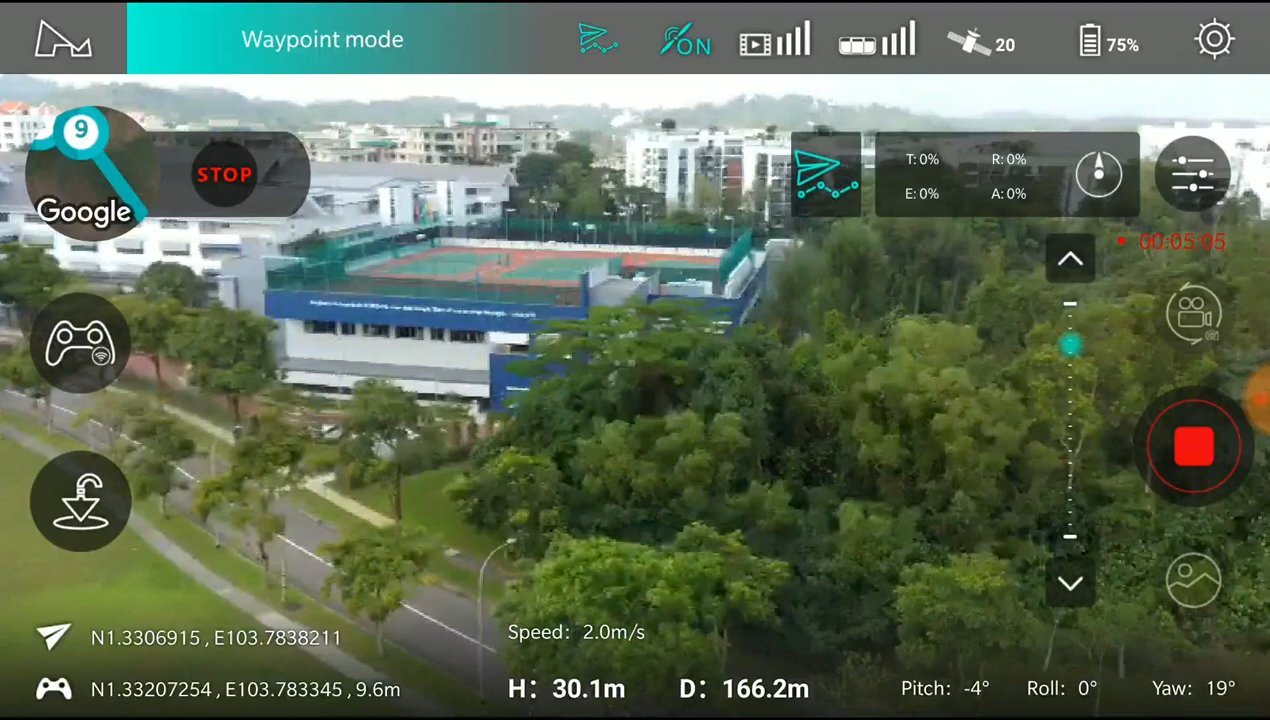 Waypoint mode
ON
20
75%
9
STOP
Google
T: 0%
R: 0%
E: 0%
A: 0%
00:05:05
N1.3306915 , E103.7838211
Speed: 2.0m/s
N1.33207254 , E103.783345 , 9.6m
H: 30.1m
D: 166.2m
Pitch: -4°
Roll: 0°
Yaw: 19°